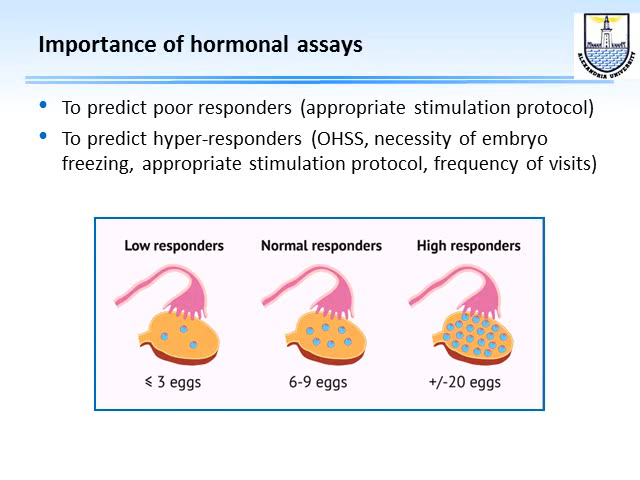 Importance of hormonal assays
ALEXANDRIA UNIVERSITY
• To predict poor responders (appropriate stimulation protocol)
• To predict hyper-responders (OHSS, necessity of embryo
freezing, appropriate stimulation protocol, frequency of visits)
Low responders Normal responders High responders
≤ 3 eggs 6-9 eggs +/-20 eggs